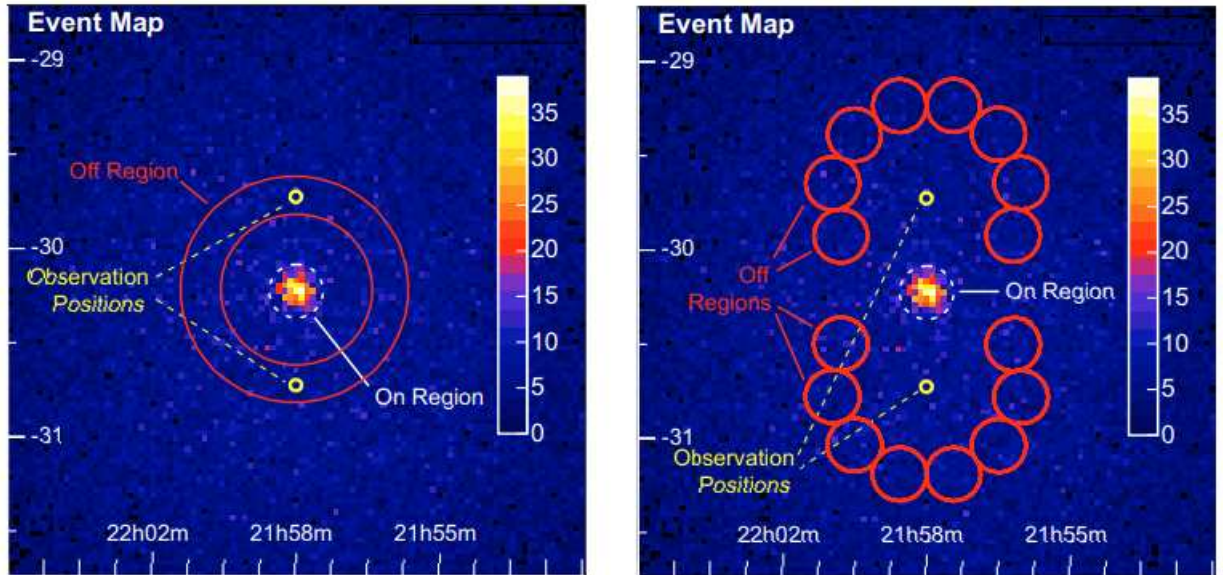 Event Map
-29
-30
-31
Off Region
Observation
Positions
On Region
35
30
25
20
15
10
5
0
22h02m
21h58m
21h55m
Event Map
-29
-30
-31
Off
Regions
On Region
Observation
Positions
35
30
25
20
15
10
5
0
22h02m
21h58m
21h55m